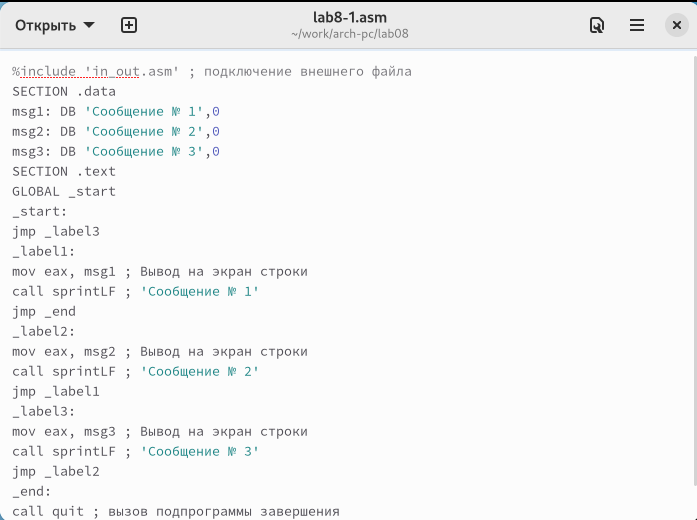 Открыть
lab8-1.asm
~/work/arch-pc/lab08
%include 'in_out.asm' ; подключение внешнего файла
SECTION .data
msg1: DB 'Сообщение № 1',0
msg2: DB 'Сообщение № 2',0
msg3: DB 'Сообщение № 3',0
SECTION .text
GLOBAL _start
_start:
jmp _label3
_label1:
mov eax, msg1 ; Вывод на экран строки
call sprintLF ; 'Сообщение № 1'
jmp _end
_label2:
mov eax, msg2 ; Вывод на экран строки
call sprintLF ; 'Сообщение № 2'
jmp _label1
_label3:
mov eax, msg3 ; Вывод на экран строки
call sprintLF ; 'Сообщение № 3'
jmp _label2
_end:
call quit ; вызов подпрограммы завершения